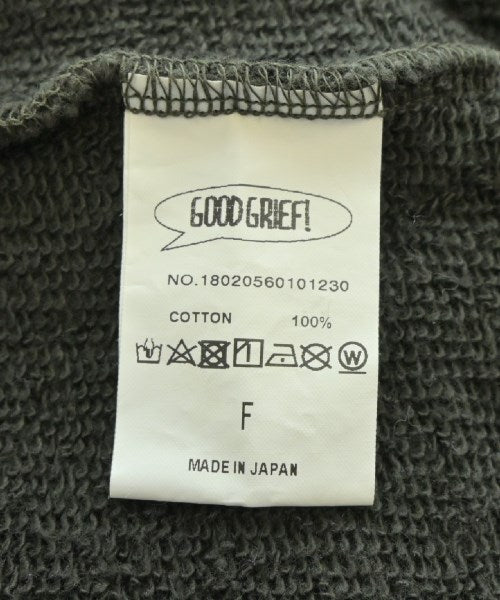 GOOD GRIEF!
NO.18020560101230
COTTON 100%
W
F
MADE IN JAPAN